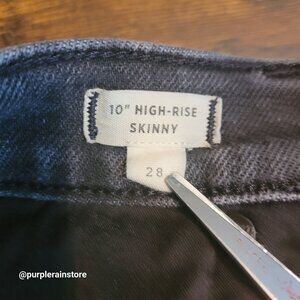 10" HIGH-RISE
SKINNY
28
@purplerainstore